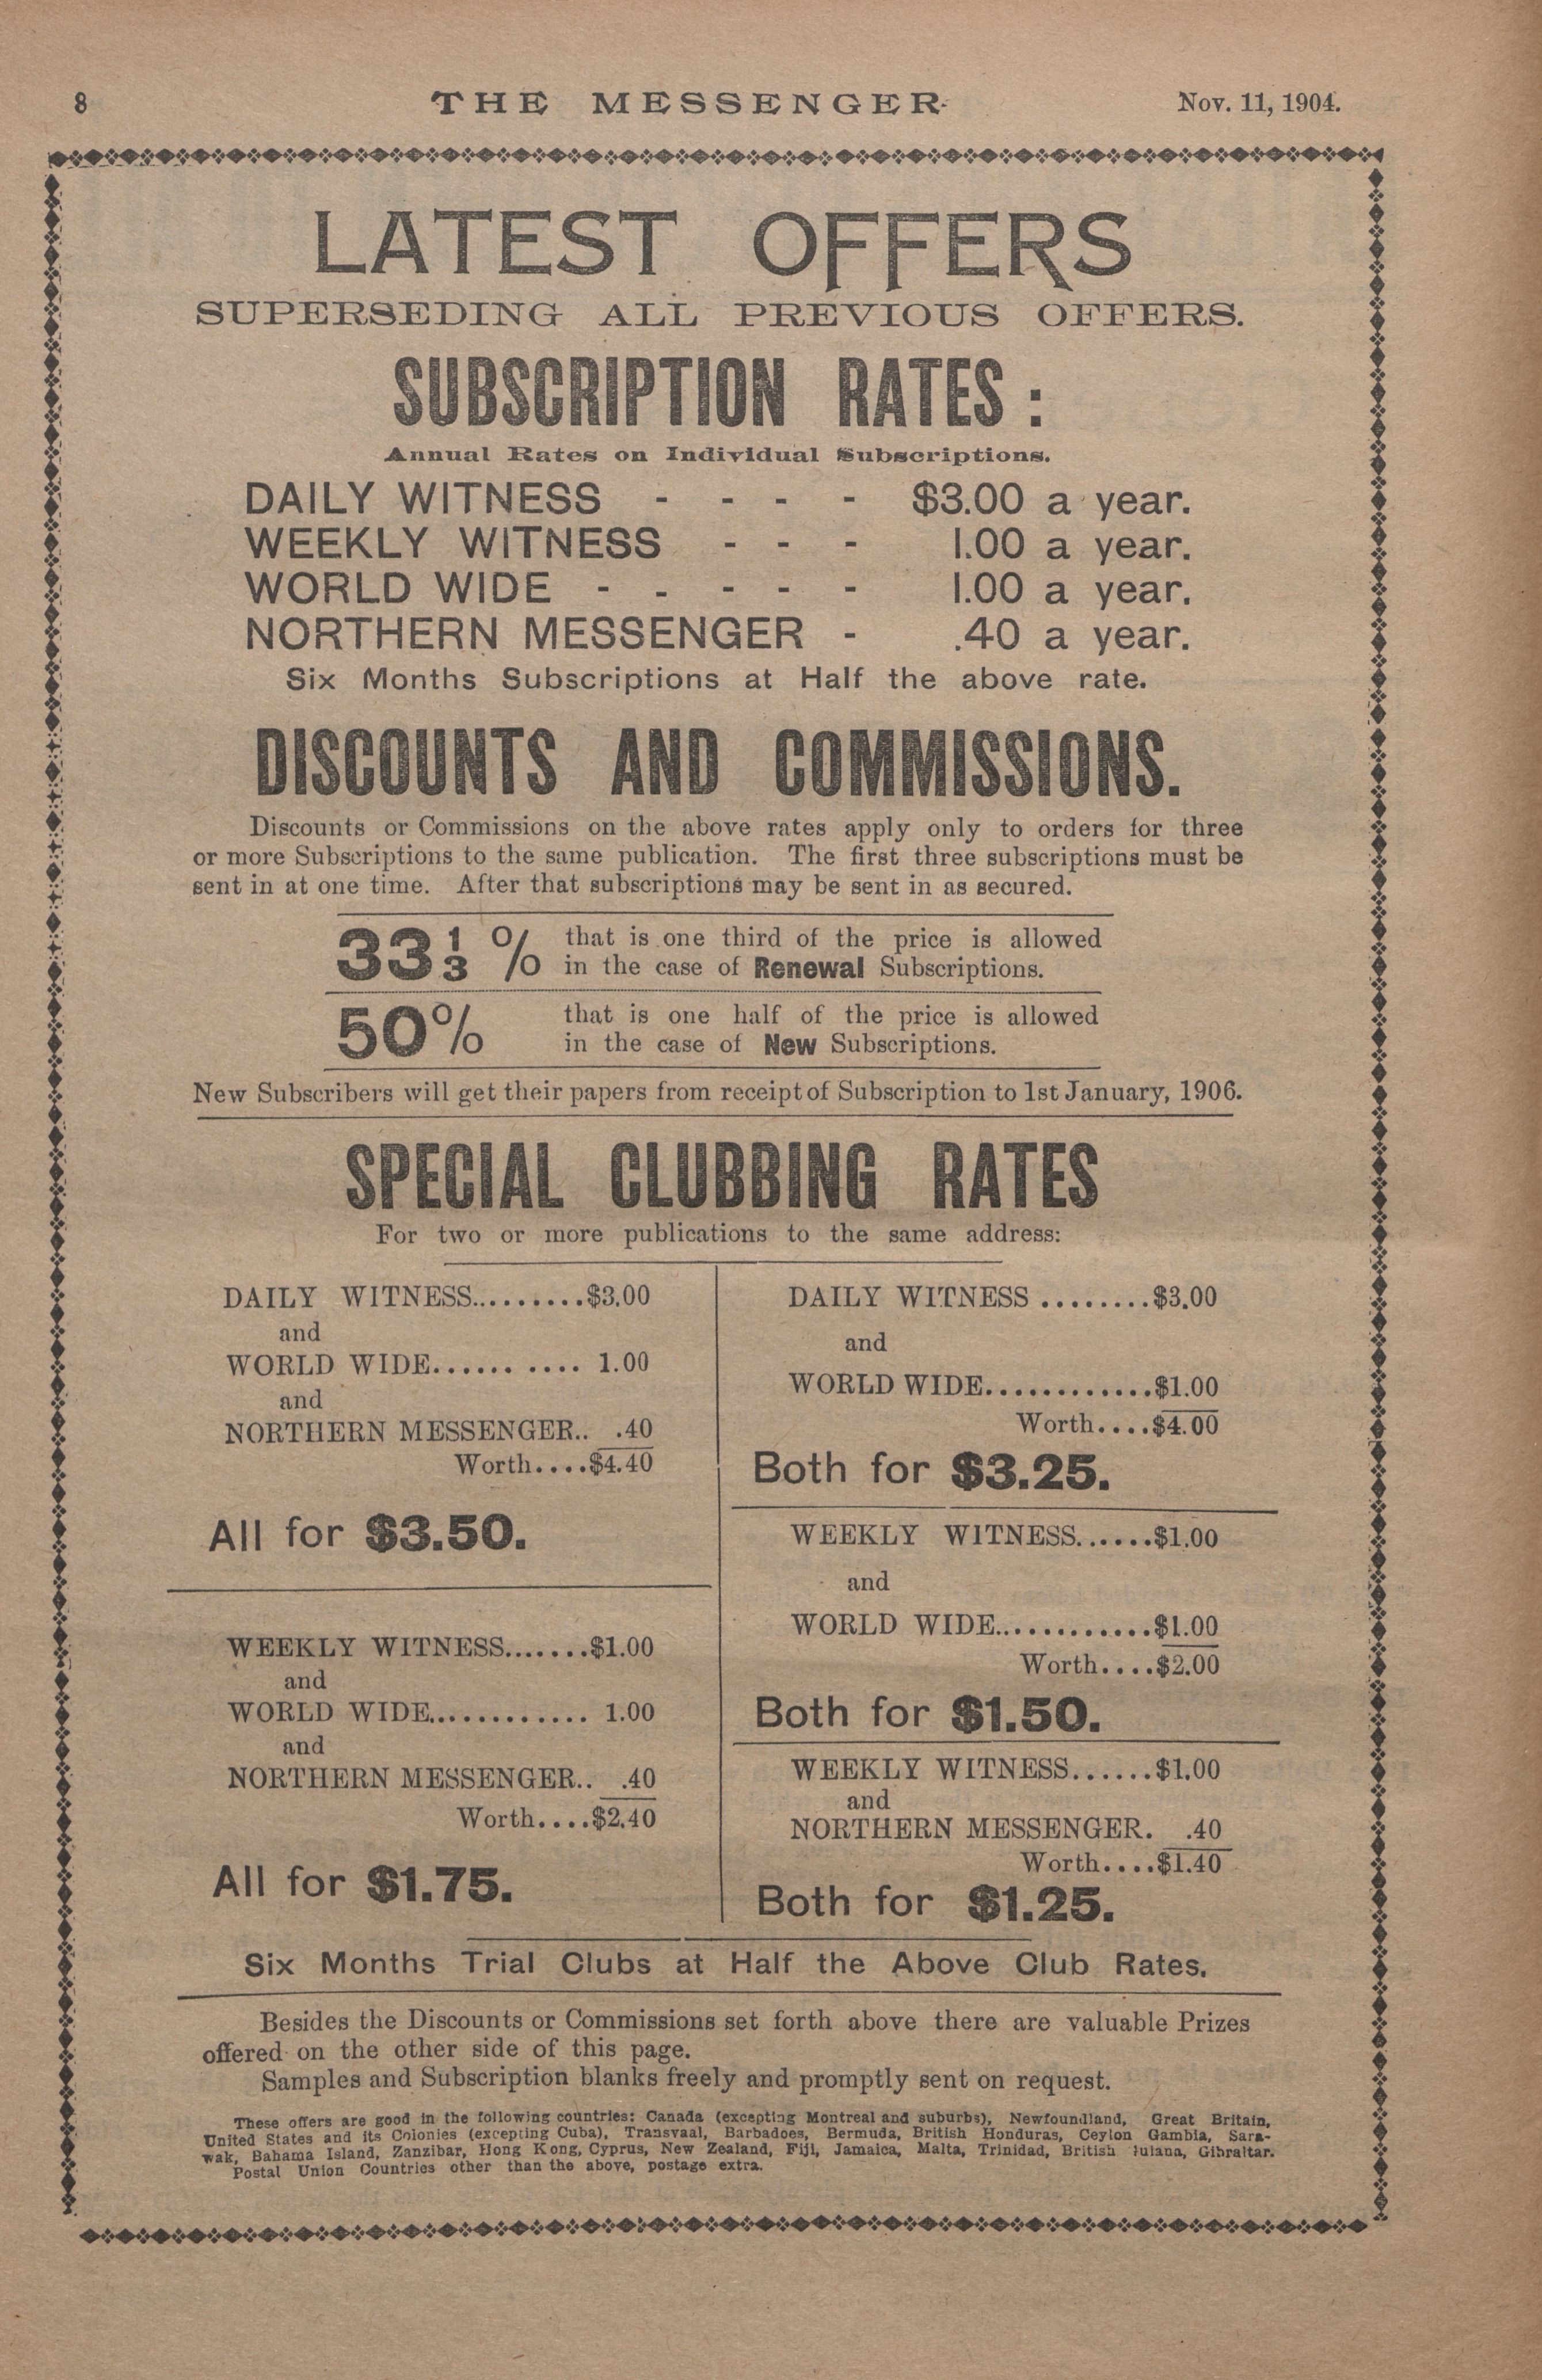 8 THE MESSENGER Nov. 11, 1904.
LATEST OFFERS
SUPERSEDING ALL PREVIOUS OFFERS.
SUBSCRIPTION RATES :
Annual Rates on Individual Subscriptions.
DAILY WITNESS - - - - $3.00 a year.
WEEKLY WITNESS - - - 1.00 a year.
WORLD WIDE - - - - - 1.00 a year.
NORTHERN MESSENGER - .40 a year.
Six Months Subscriptions at Half the above rate.
DISCOUNTS AND COMMISSIONS.
Discounts or Commissions on the above rates apply only to orders for three
or more Subscriptions to the same publication. The first three subscriptions must be
sent in at one time. After that subscriptions may be sent in as secured.
33 1/3 % that is one third of the price is allowed
in the case of Renewal Subscriptions.
50% that is one half of the price is allowed
in the case of New Subscriptions.
New Subscribers will get their papers from receipt of Subscription to 1st January, 1906.
SPECIAL CLUBBING RATES
For two or more publications to the same address:
DAILY WITNESS.........$3.00
and
WORLD WIDE...... .... 1.00
and
NORTHERN MESSENGER.. .40
Worth....$4.40
All for $3.50.
WEEKLY WITNESS.......$1.00
and
WORLD WIDE............ 1.00
and
NORTHERN MESSENGER.. .40
Worth....$2.40
All for $1.75.
DAILY WITNESS ........$3.00
and
WORLD WIDE............$1.00
Worth....$4.00
Both for $3.25.
WEEKLY WITNESS......$1.00
and
WORLD WIDE............$1.00
Worth....$2.00
Both for $1.50.
WEEKLY WITNESS......$1.00
and
NORTHERN MESSENGER. .40
Worth....$1.40
Both for $1.25.
Six Months Trial Clubs at Half the Above Club Rates.
Besides the Discounts or Commissions set forth above there are valuable Prizes
offered on the other side of this page.
Samples and Subscription blanks freely and promptly sent on request.
These offers are good in the following countries: Canada (excepting Montreal and suburbs), Newfoundland, Great Britain,
United States and its Colonies (excepting Cuba), Transvaal, Barbadoes, Bermuda, British Honduras, Ceylon Gambia, Sara-
wak, Bahama Island, Zanzibar, Hong Kong, Cyprus, New Zealand, Fiji, Jamaica, Malta, Trinidad, British Gibraltar.
Postal Union Countries other than the above, postage extra.